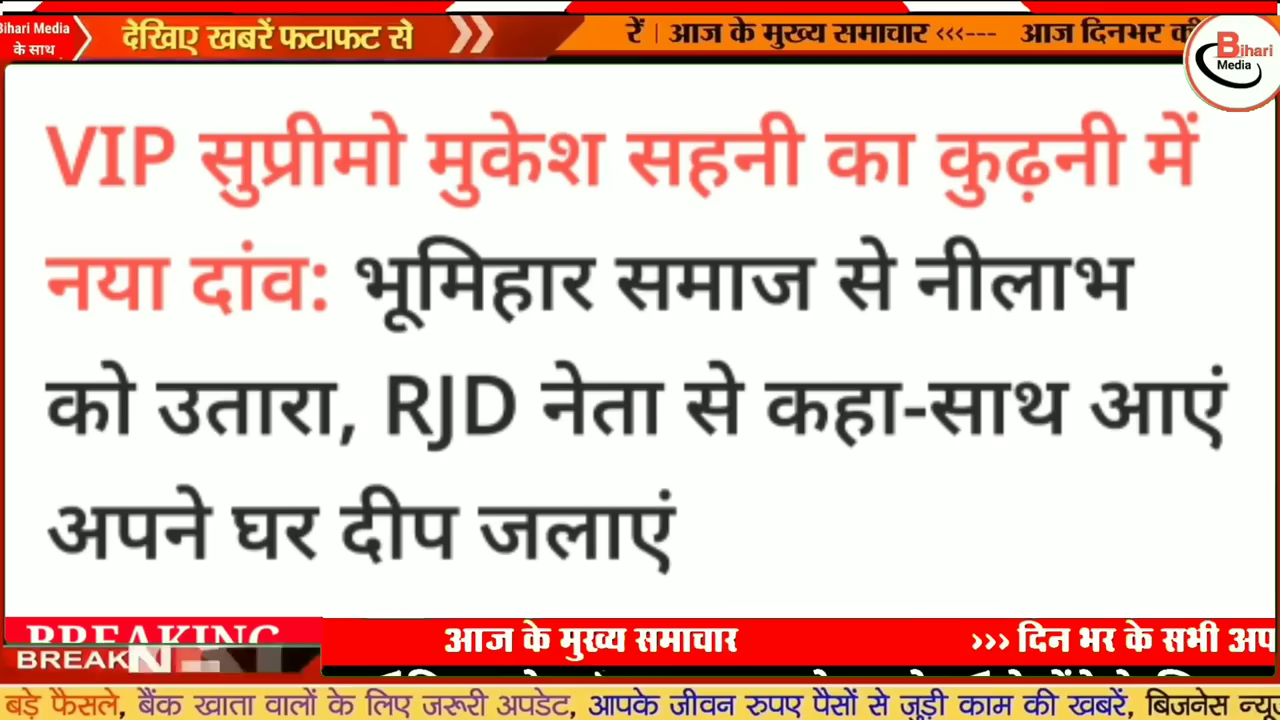 Bihari Media
के साथ
देखिए खबरें फटाफट से
रें | आज के मुख्य समाचार <<<--- आज दिनभर की
Bihari
Media
VIP सुप्रीमो मुकेश सहनी का कुढ़नी में
नया दांव: भूमिहार समाज से नीलाभ
को उतारा, RJD नेता से कहा-साथ आएं
अपने घर दीप जलाएं
BREAKING
आज के मुख्य समाचार >>> दिन भर के सभी अप
BREAK
बड़े फैसले, बैंक खाता वालों के लिए जरूरी अपडेट, आपके जीवन रुपए पैसों से जुड़ी काम की खबरें, बिजनेस न्यू